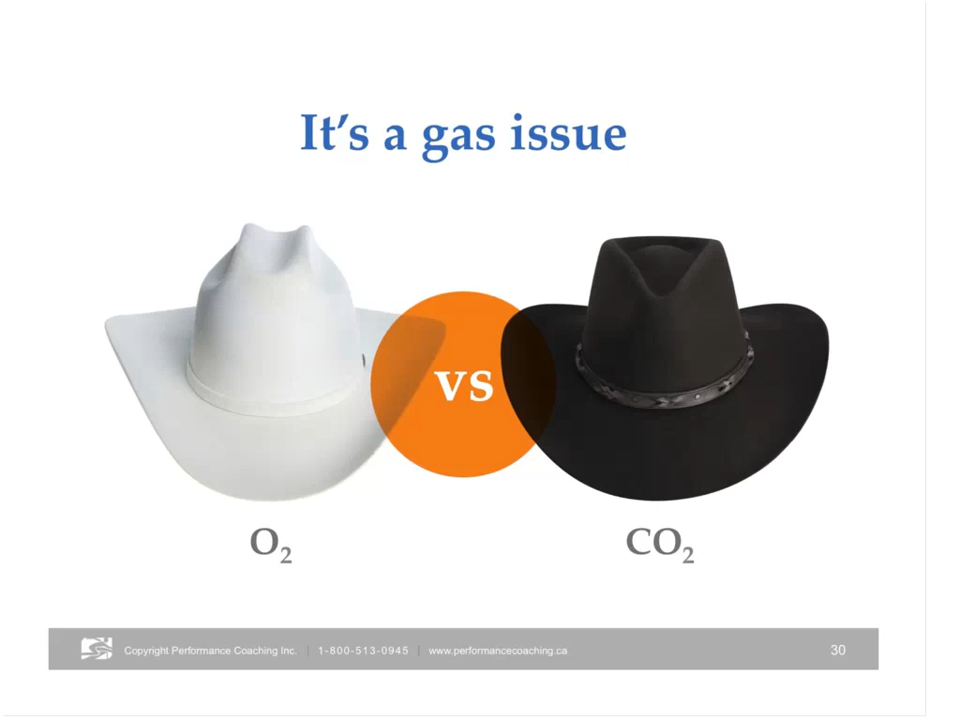 It's a gas issue
vs
O₂
CO₂
Copyright Performance Coaching Inc. | 1-800-513-0945 | www.performancecoaching.ca
30